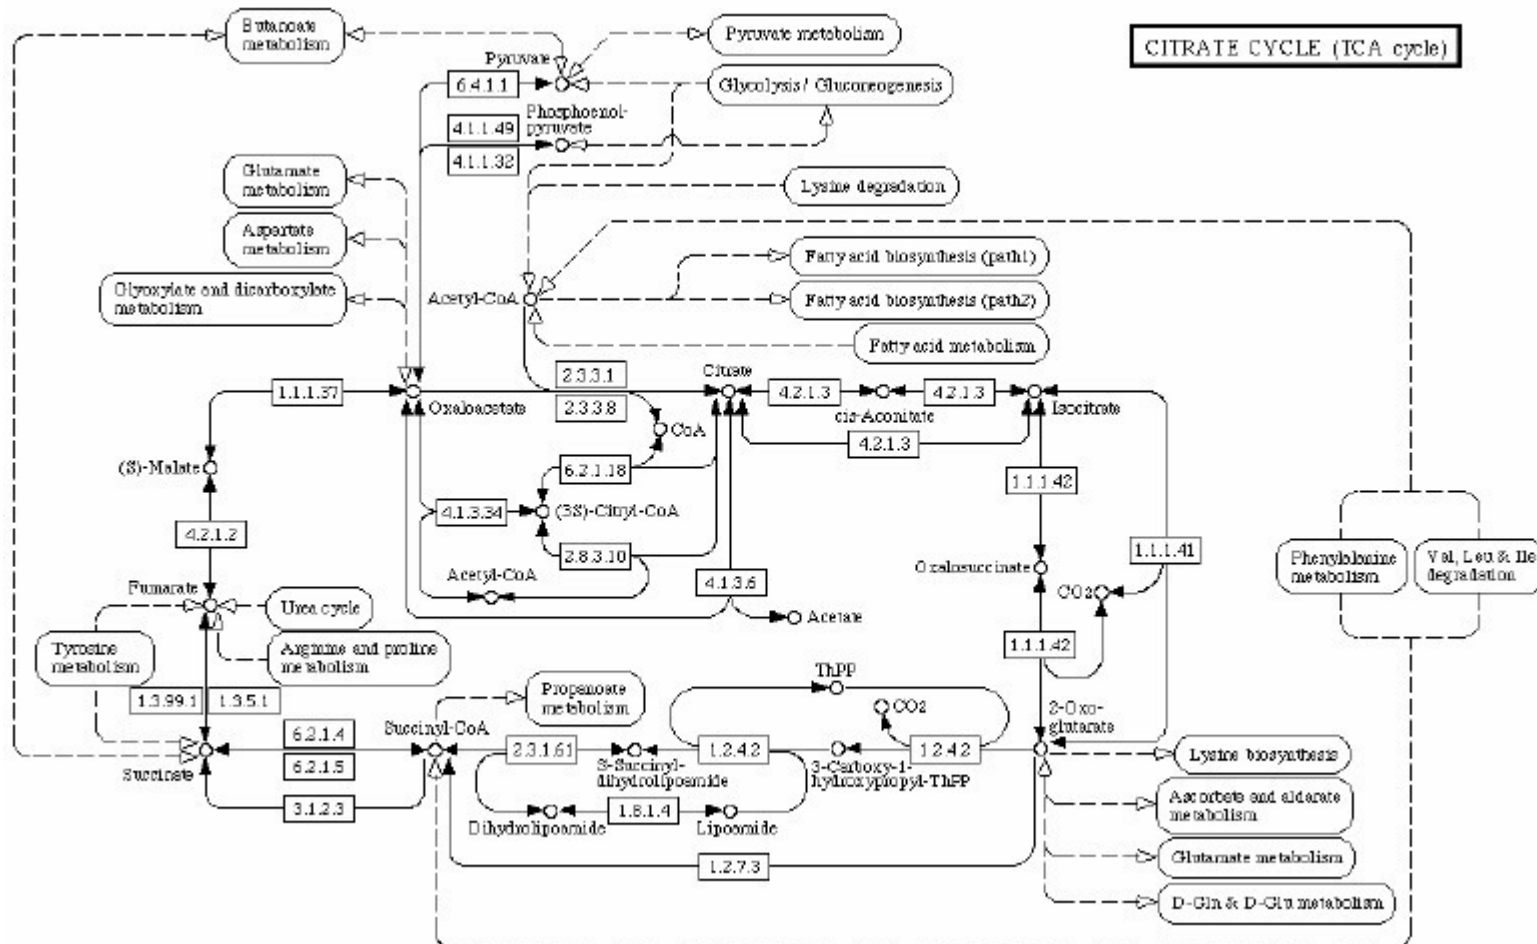 Butanoate
metabolism
Pyruvate metabolism
CITRATE CYCLE (TCA cycle)
Pyruvate
6.4.1.1
Glycolysis / Gluconeogenesis
Phosphoenol-
pyruvate
4.1.1.49
4.1.1.32
Glutamate
metabolism
Lysine degradation
Aspartate
metabolism
Fatty acid biosynthesis (path1)
Glyoxylate and dicarboxylate
metabolism
Acetyl-CoA
Fatty acid biosynthesis (path2)
Fatty acid metabolism
1.1.1.37
Oxaloacetate
2.3.3.1
2.3.3.8
Citrate
4.2.1.3
cis-Aconitate
4.2.1.3
Isocitrate
CoA
4.2.1.3
(S)-Malate
6.2.1.18
1.1.1.42
4.1.3.34
(3S)-Citryl-CoA
4.2.1.2
2.8.3.10
1.1.1.41
Phenylalanine
metabolism
Val, Leu & Ile
degradation
Acetyl-CoA
4.1.3.6
Oxalosuccinate
CO2
Fumarate
Urea cycle
Acetate
Tyrosine
metabolism
Arginine and proline
metabolism
1.1.1.42
1.3.99.1
1.3.5.1
Propanoate
metabolism
ThPP
CO2
2-Oxo-
glutarate
Succinyl-CoA
6.2.1.4
6.2.1.5
2.3.1.61
1.2.4.2
1.2.4.2
Lysine biosynthesis
Succinate
S-Succinyl-
dihydrolipoamide
3-Carboxy-1-
hydroxypropyl-ThPP
3.1.2.3
1.8.1.4
Ascorbate and aldarate
metabolism
Dihydrolipoamide
Lipoamide
Glutamate metabolism
1.2.7.3
D-Gln & D-Glu metabolism